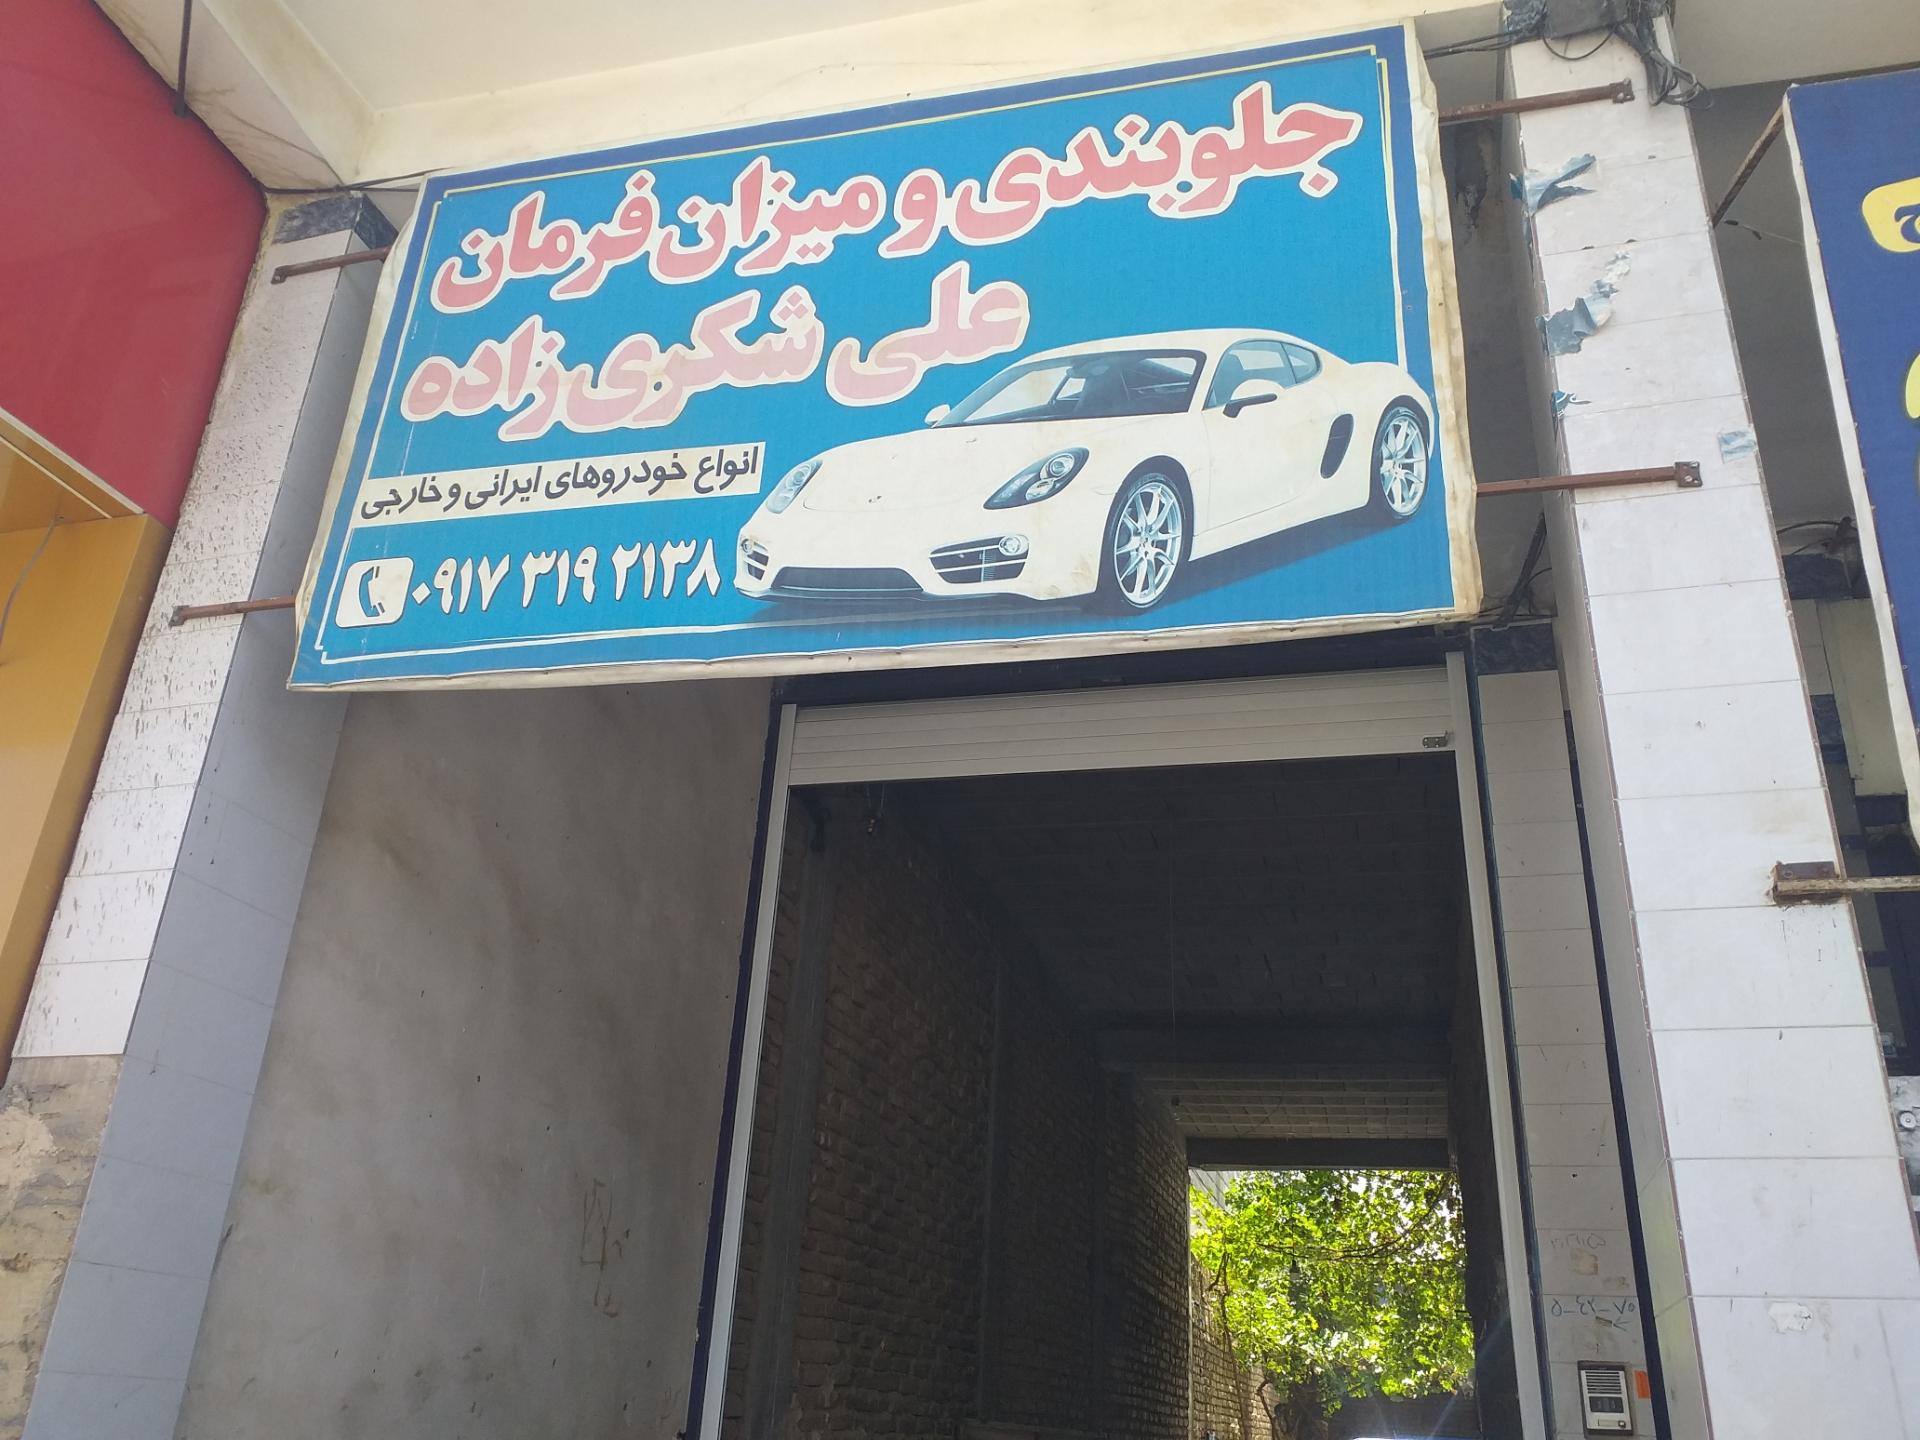 جلوبندی و میزان فرمان
علی شکری زاده
انواع خودروهای ایرانی و خارجی
۰۹۱۷ ۳۱۹ ۲۱۳۸